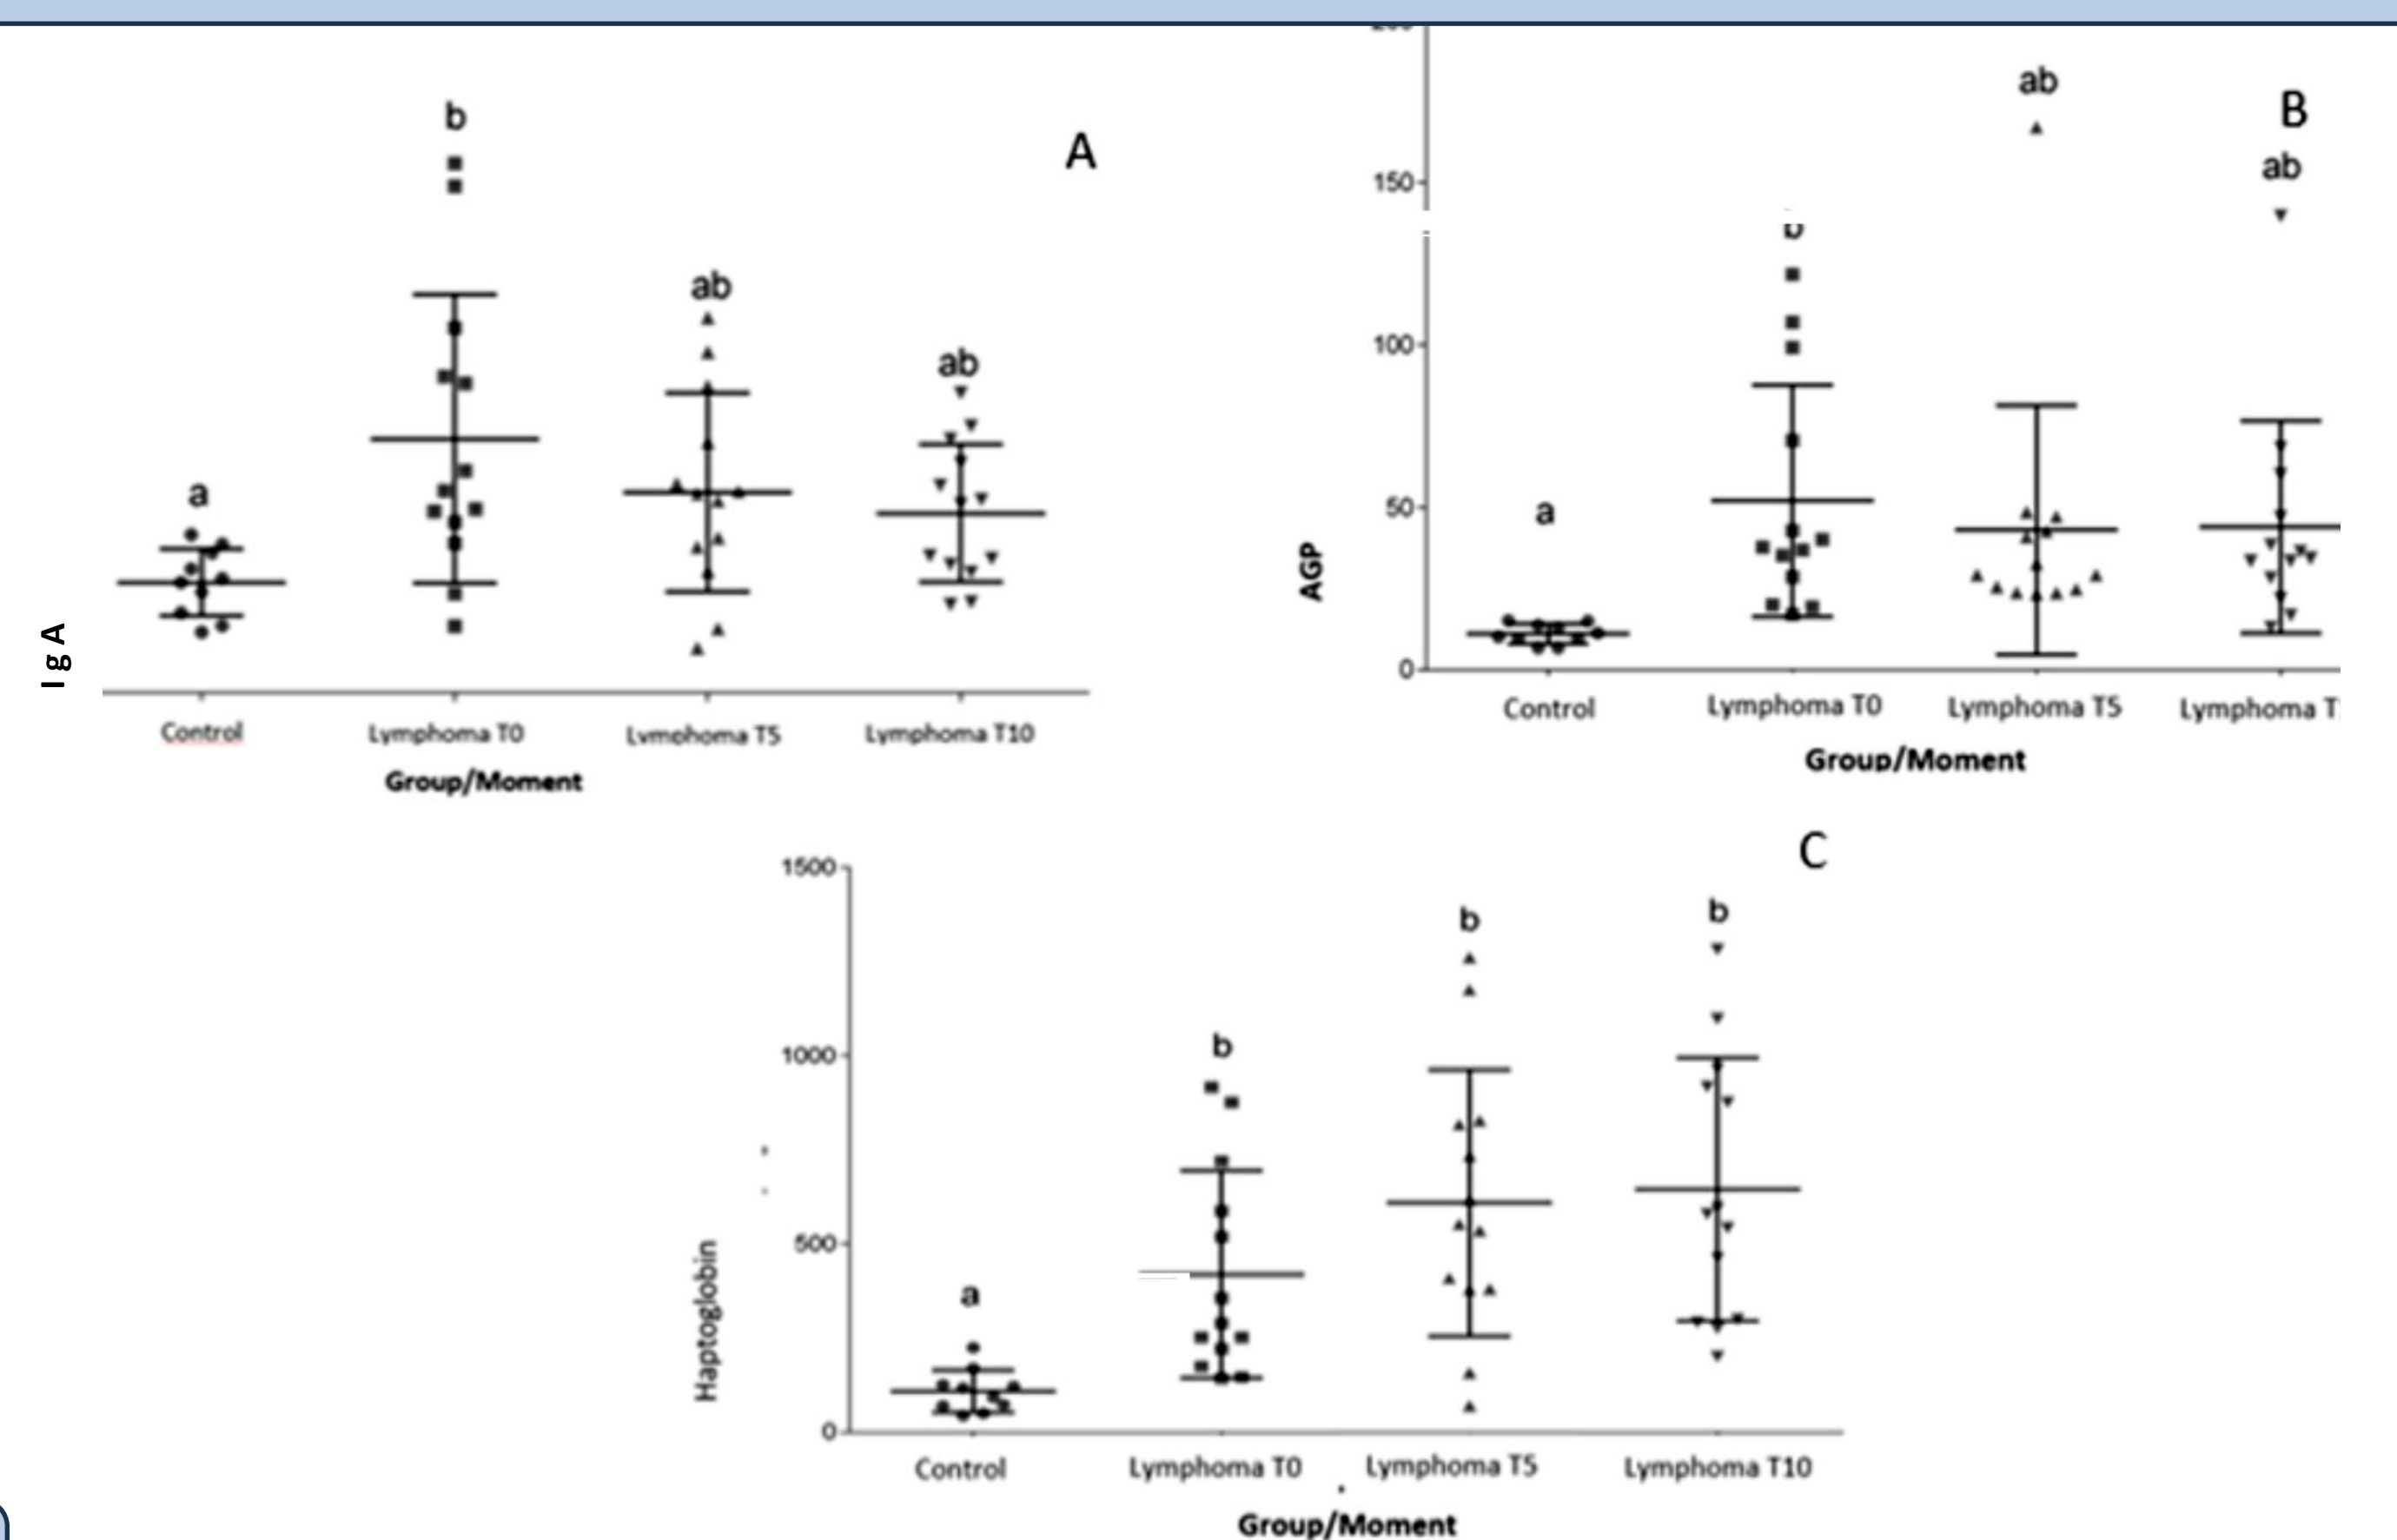 A
b
ab
ab
a
I g A
Control
Lymphoma T0
Lymphoma T5
Lymphoma T10
Group/Moment
B
ab
ab
150
b
100
50
a
0
AGP
Control
Lymphoma T0
Lymphoma T5
Lymphoma T
Group/Moment
C
1500
b
b
1000
b
500
a
0
Haptoglobin
Control
Lymphoma T0
Lymphoma T5
Lymphoma T10
Group/Moment